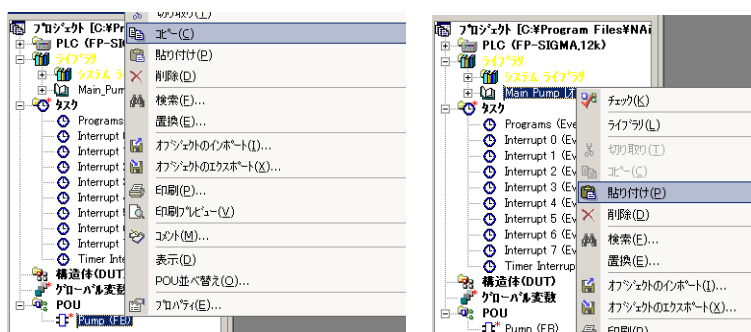 プロジェクト [C:¥Pr
PLC (FP-SI
ライブラリ
システム ラ
Main_Pum
タスク
Programs
Interrupt
Interrupt
Interrupt
Interrupt
Interrupt
Interrupt
Interrupt
Interrupt
Timer Inte
構造体(DUT)
グローバル変数
POU
Pump (FB)
切り取り(T)
コピー(C)
貼り付け(P)
削除(D)
検索(F)...
置換(E)...
オブジェクトのインポート(I)...
オブジェクトのエクスポート(X)...
印刷(P)...
印刷プレビュー(V)
コメント(M)...
表示(D)
POU並べ替え(O)...
プロパティ(E)...
プロジェクト [C:¥Program Files¥NAi
PLC (FP-SIGMA,12k)
ライブラリ
システム ライブラリ
Main Pump [オ
タスク
Programs (Eve
Interrupt 0 (Ev
Interrupt 1 (Ev
Interrupt 2 (Ev
Interrupt 3 (Ev
Interrupt 4 (Ev
Interrupt 5 (Ev
Interrupt 6 (Ev
Interrupt 7 (Ev
Timer Interrup
構造体(DUT)
グローバル変数
POU
Pump (FB)
チェック(K)
ライブラリ(L)
切り取り(T)
コピー(C)
貼り付け(P)
削除(D)
検索(F)...
置換(E)...
オブジェクトのインポート(I)...
オブジェクトのエクスポート(X)...
印刷(P)